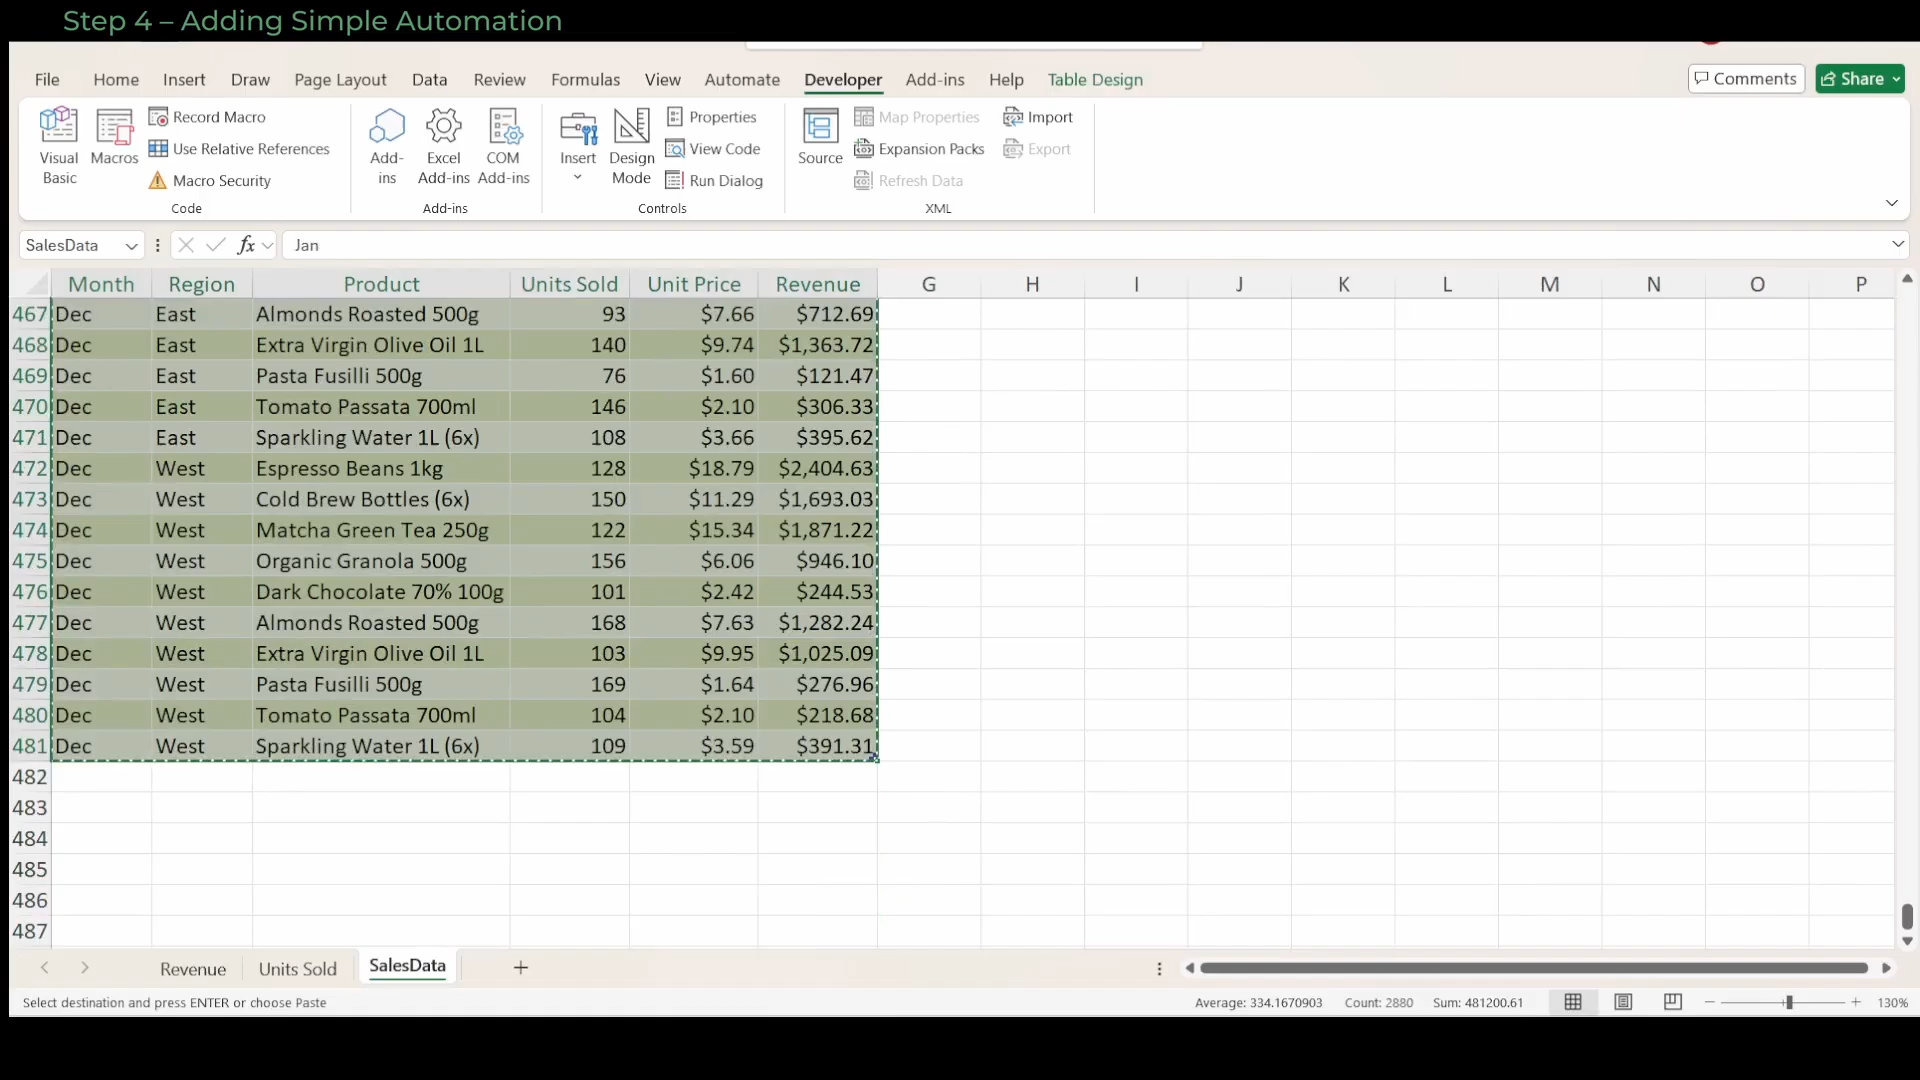 Step 4 – Adding Simple Automation
File Home Insert Draw Page Layout Data Review Formulas View Automate Developer Add-ins Help Table Design Comments Share
Visual Basic Macros Record Macro Use Relative References Macro Security Code
Add-ins Excel Add-ins COM Add-ins Add-ins
Insert Design Mode Properties View Code Run Dialog Controls
Source Map Properties Expansion Packs Refresh Data Import Export XML
SalesData fx Jan
Month Region Product Units Sold Unit Price Revenue G H I J K L M N O P
467 Dec East Almonds Roasted 500g 93 $7.66 $712.69
468 Dec East Extra Virgin Olive Oil 1L 140 $9.74 $1,363.72
469 Dec East Pasta Fusilli 500g 76 $1.60 $121.47
470 Dec East Tomato Passata 700ml 146 $2.10 $306.33
471 Dec East Sparkling Water 1L (6x) 108 $3.66 $395.62
472 Dec West Espresso Beans 1kg 128 $18.79 $2,404.63
473 Dec West Cold Brew Bottles (6x) 150 $11.29 $1,693.03
474 Dec West Matcha Green Tea 250g 122 $15.34 $1,871.22
475 Dec West Organic Granola 500g 156 $6.06 $946.10
476 Dec West Dark Chocolate 70% 100g 101 $2.42 $244.53
477 Dec West Almonds Roasted 500g 168 $7.63 $1,282.24
478 Dec West Extra Virgin Olive Oil 1L 103 $9.95 $1,025.09
479 Dec West Pasta Fusilli 500g 169 $1.64 $276.96
480 Dec West Tomato Passata 700ml 104 $2.10 $218.68
481 Dec West Sparkling Water 1L (6x) 109 $3.59 $391.31
482
483
484
485
486
487
Revenue Units Sold SalesData
Select destination and press ENTER or choose Paste Average: 334.1670903 Count: 2880 Sum: 481200.61 130%